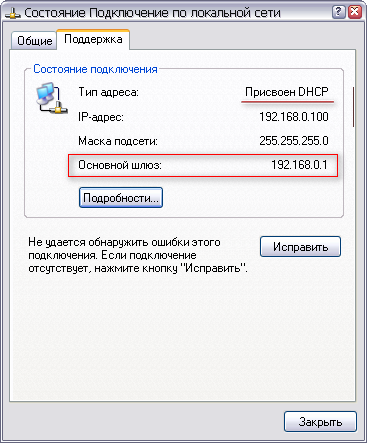 Состояние Подключение по локальной сети
Общие Поддержка
Состояние подключения
Тип адреса: Присвоен DHCP
IP-адрес: 192.168.0.100
Маска подсети: 255.255.255.0
Основной шлюз: 192.168.0.1
Подробности...
Не удается обнаружить ошибки этого
подключения. Если подключение
отсутствует, нажмите кнопку "Исправить".
Исправить
Закрыть